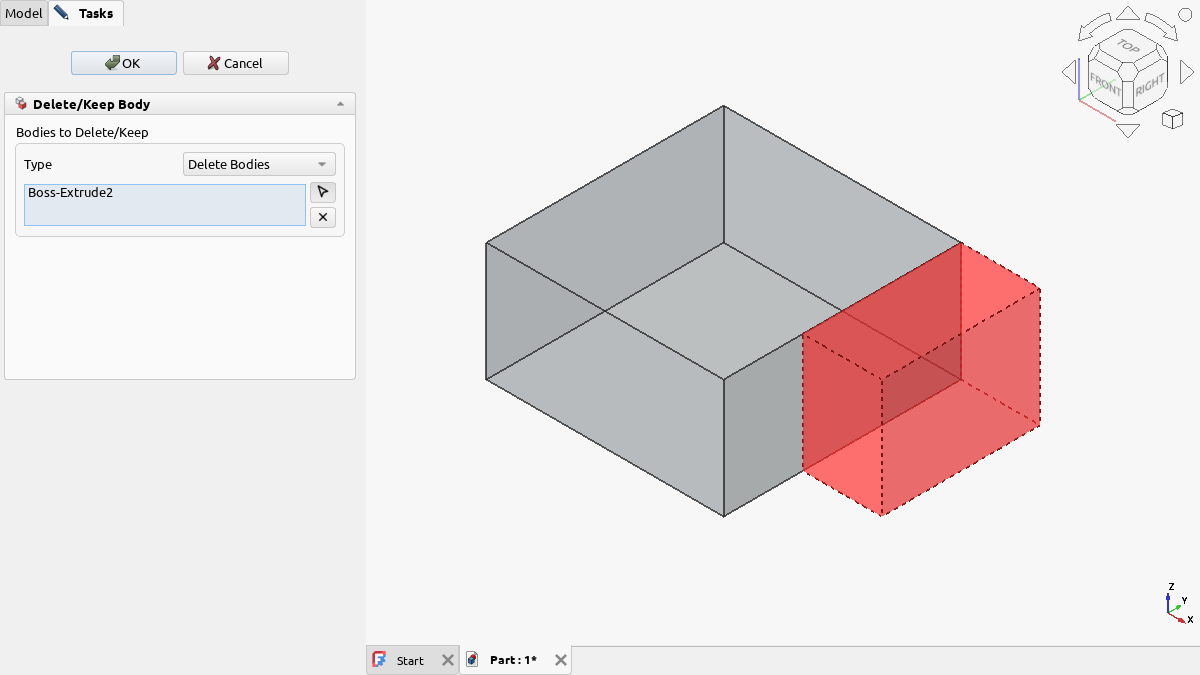 Model
Tasks
OK
Cancel
Delete/Keep Body
Bodies to Delete/Keep
Type
Delete Bodies
Boss-Extrude2
TOP
FRONT
RIGHT
Z
Y
X
Start
Part : 1*